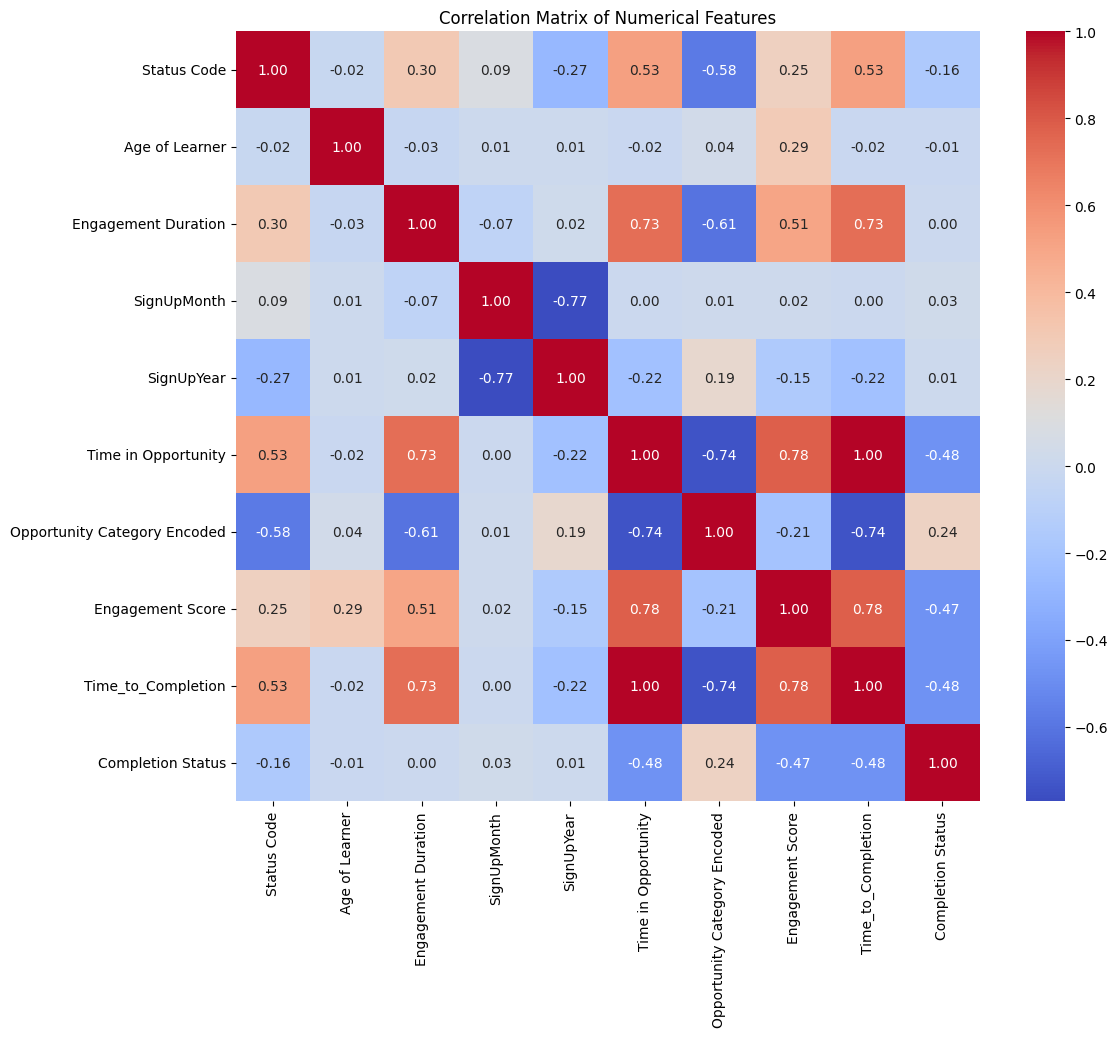 Correlation Matrix of Numerical Features
Status Code 1.00 -0.02 0.30 0.09 -0.27 0.53 -0.58 0.25 0.53 -0.16
Age of Learner -0.02 1.00 -0.03 0.01 0.01 -0.02 0.04 0.29 -0.02 -0.01
Engagement Duration 0.30 -0.03 1.00 -0.07 0.02 0.73 -0.61 0.51 0.73 0.00
SignUpMonth 0.09 0.01 -0.07 1.00 -0.77 0.00 0.01 0.02 0.00 0.03
SignUpYear -0.27 0.01 0.02 -0.77 1.00 -0.22 0.19 -0.15 -0.22 0.01
Time in Opportunity 0.53 -0.02 0.73 0.00 -0.22 1.00 -0.74 0.78 1.00 -0.48
Opportunity Category Encoded -0.58 0.04 -0.61 0.01 0.19 -0.74 1.00 -0.21 -0.74 0.24
Engagement Score 0.25 0.29 0.51 0.02 -0.15 0.78 -0.21 1.00 0.78 -0.47
Time_to_Completion 0.53 -0.02 0.73 0.00 -0.22 1.00 -0.74 0.78 1.00 -0.48
Completion Status -0.16 -0.01 0.00 0.03 0.01 -0.48 0.24 -0.47 -0.48 1.00
Status Code
Age of Learner
Engagement Duration
SignUpMonth
SignUpYear
Time in Opportunity
Opportunity Category Encoded
Engagement Score
Time_to_Completion
Completion Status
1.0
0.8
0.6
0.4
0.2
0.0
−0.2
−0.4
−0.6